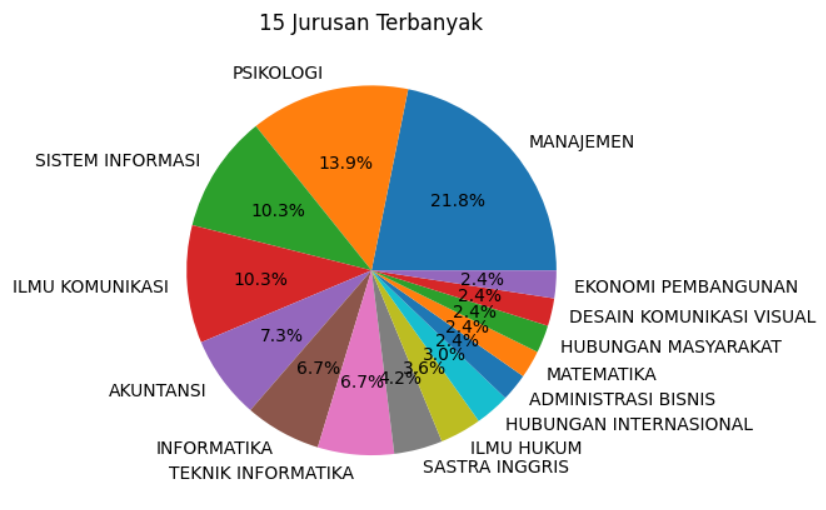 15 Jurusan Terbanyak
PSIKOLOGI
MANAJEMEN
SISTEM INFORMASI
13.9%
21.8%
10.3%
ILMU KOMUNIKASI
10.3%
2.4%
EKONOMI PEMBANGUNAN
2.4%
DESAIN KOMUNIKASI VISUAL
2.4%
HUBUNGAN MASYARAKAT
7.3%
2.4%
MATEMATIKA
2.4%
ADMINISTRASI BISNIS
3.0%
HUBUNGAN INTERNASIONAL
AKUNTANSI
6.7%
6.7%
4.2%
3.6%
INFORMATIKA
ILMU HUKUM
TEKNIK INFORMATIKA
SASTRA INGGRIS